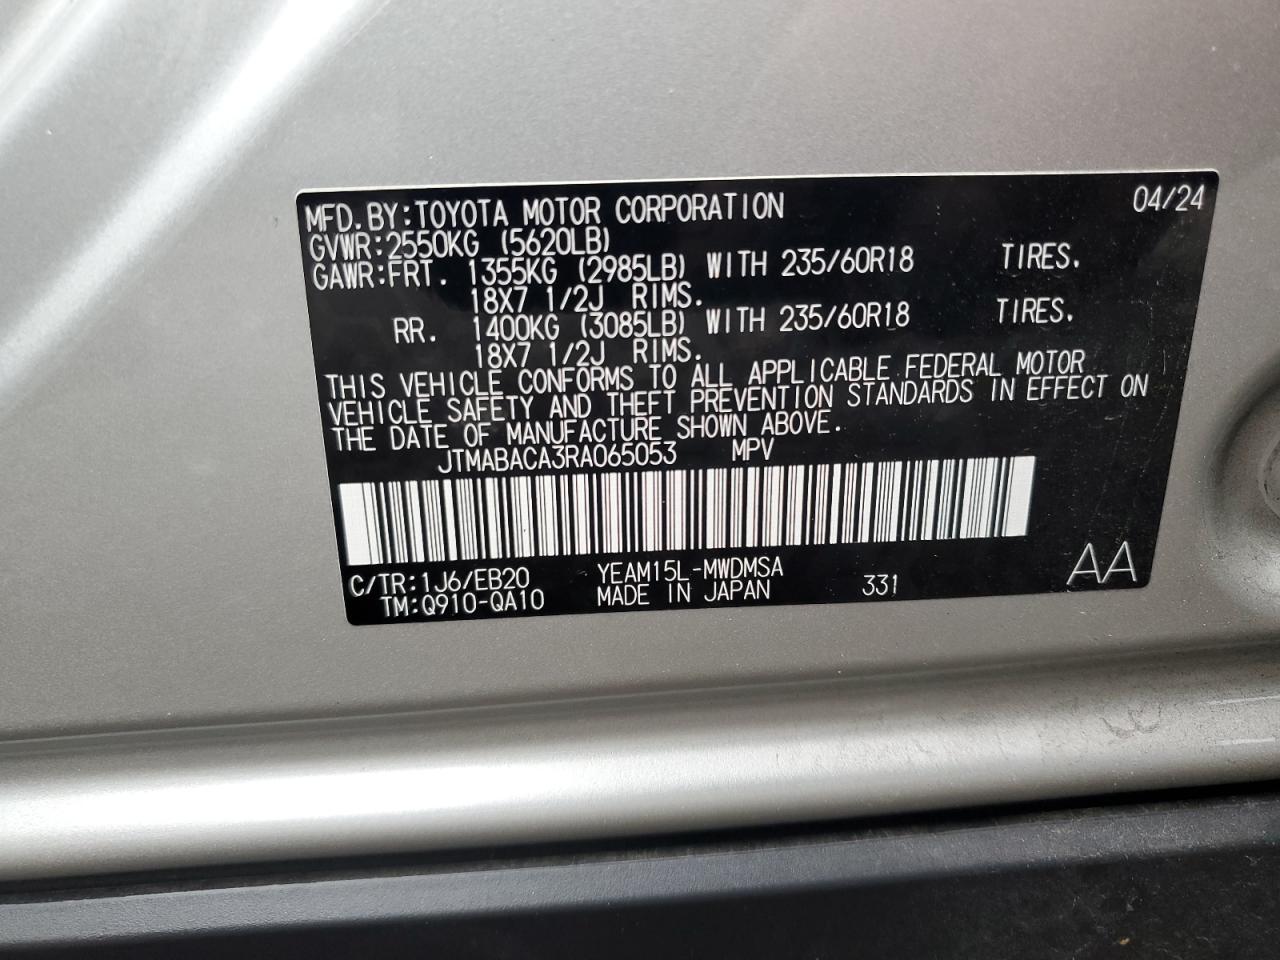 MFD.BY:TOYOTA MOTOR CORPORATION 04/24
GVWR:2550KG (5620LB)
GAWR:FRT. 1355KG (2985LB) WITH 235/60R18 TIRES.
18X7 1/2J RIMS.
RR. 1400KG (3085LB) WITH 235/60R18 TIRES.
18X7 1/2J RIMS.
THIS VEHICLE CONFORMS TO ALL APPLICABLE FEDERAL MOTOR
VEHICLE SAFETY AND THEFT PREVENTION STANDARDS IN EFFECT ON
THE DATE OF MANUFACTURE SHOWN ABOVE.
JTMABACA3RA065053 MPV
C/TR:1J6/EB20 YEAM15L-MWDMSA
TM:Q910-QA10 MADE IN JAPAN 331 AA